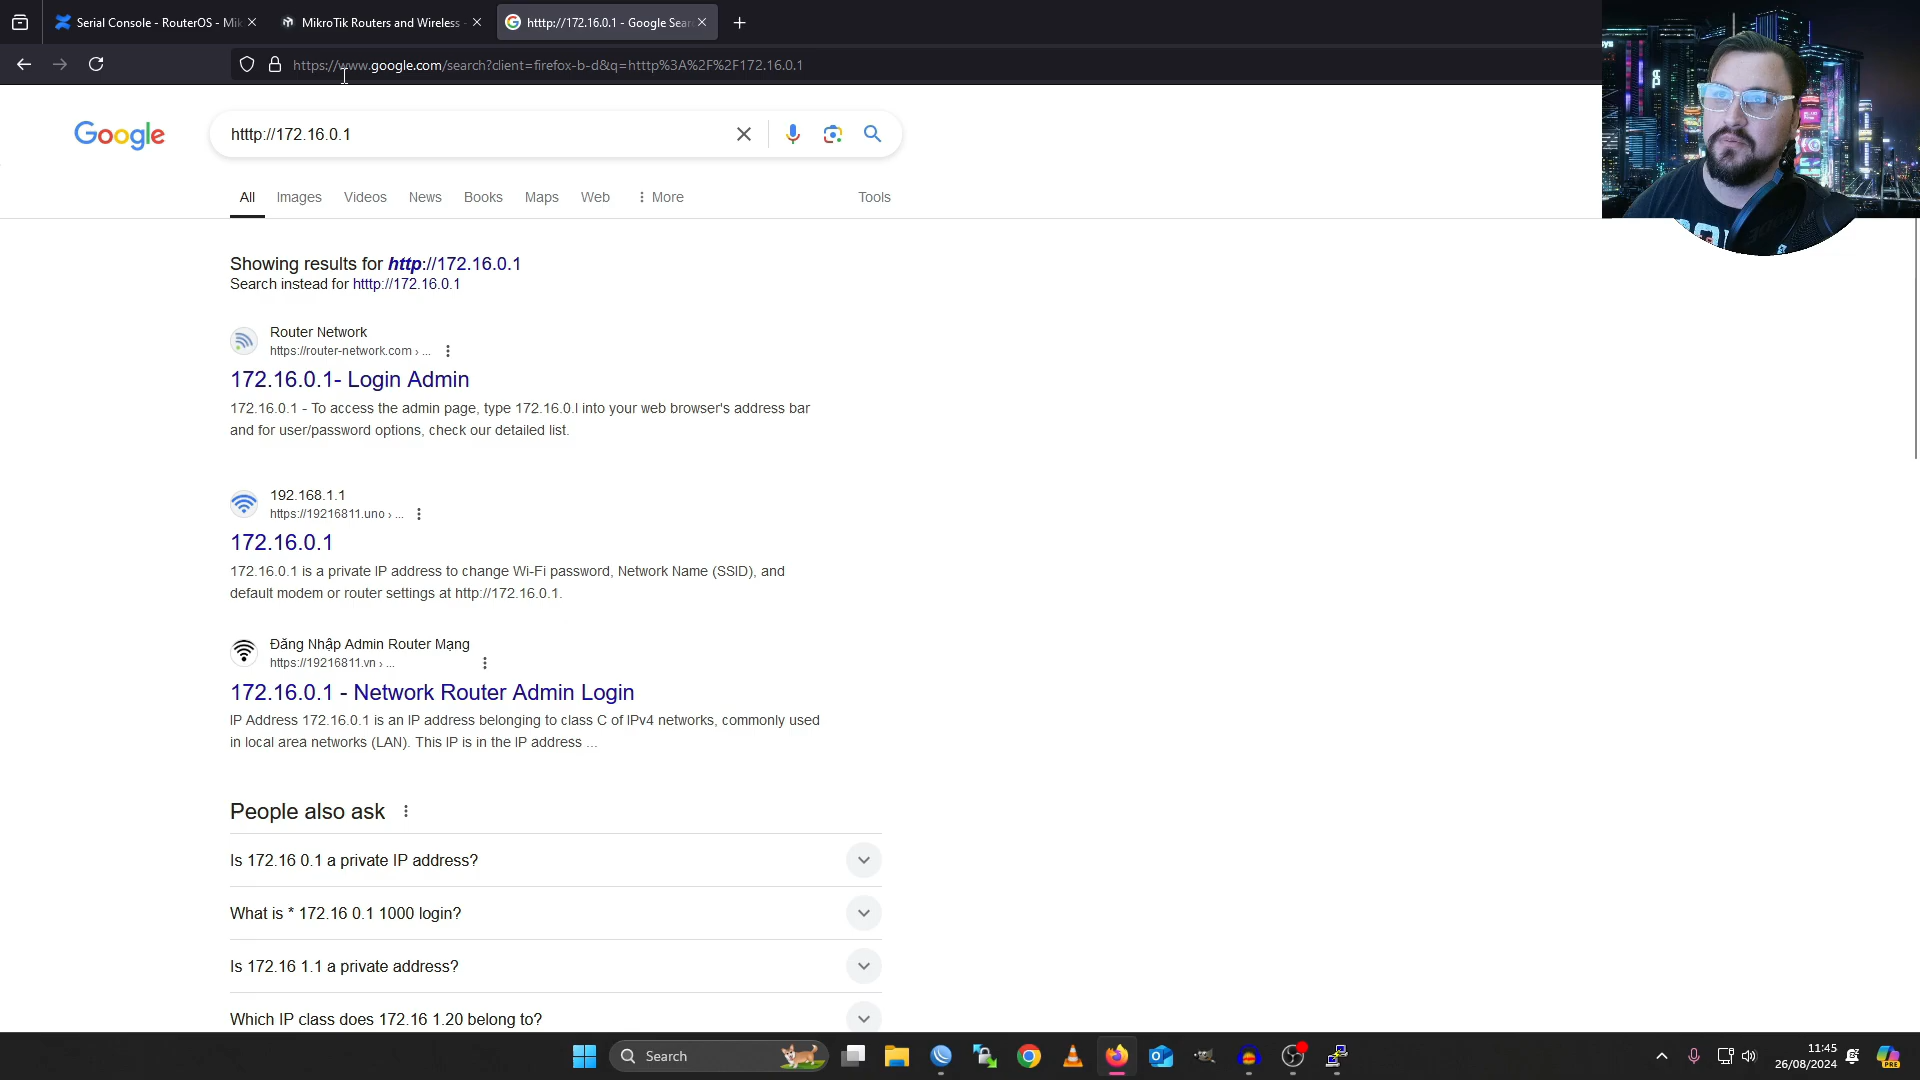 Serial Console - RouterOS - Mik
MikroTik Routers and Wireless -
htttp://172.16.0.1 - Google Sear
https://www.google.com/search?client=firefox-b-d&q=htttp%3A%2F%2F172.16.0.1
Google
htttp://172.16.0.1
All Images Videos News Books Maps Web More Tools
Showing results for http://172.16.0.1
Search instead for htttp://172.16.0.1
Router Network
https://router-network.com › ...
172.16.0.1- Login Admin
172.16.0.1 - To access the admin page, type 172.16.0.l into your web browser's address bar
and for user/password options, check our detailed list.
192.168.1.1
https://19216811.uno › ...
172.16.0.1
172.16.0.1 is a private IP address to change Wi-Fi password, Network Name (SSID), and
default modem or router settings at http://172.16.0.1.
Đăng Nhập Admin Router Mạng
https://19216811.vn › ...
172.16.0.1 - Network Router Admin Login
IP Address 172.16.0.1 is an IP address belonging to class C of IPv4 networks, commonly used
in local area networks (LAN). This IP is in the IP address ...
People also ask
Is 172.16 0.1 a private IP address?
What is * 172.16 0.1 1000 login?
Is 172.16 1.1 a private address?
Which IP class does 172.16 1.20 belong to?
Search
11:45
26/08/2024
PRE